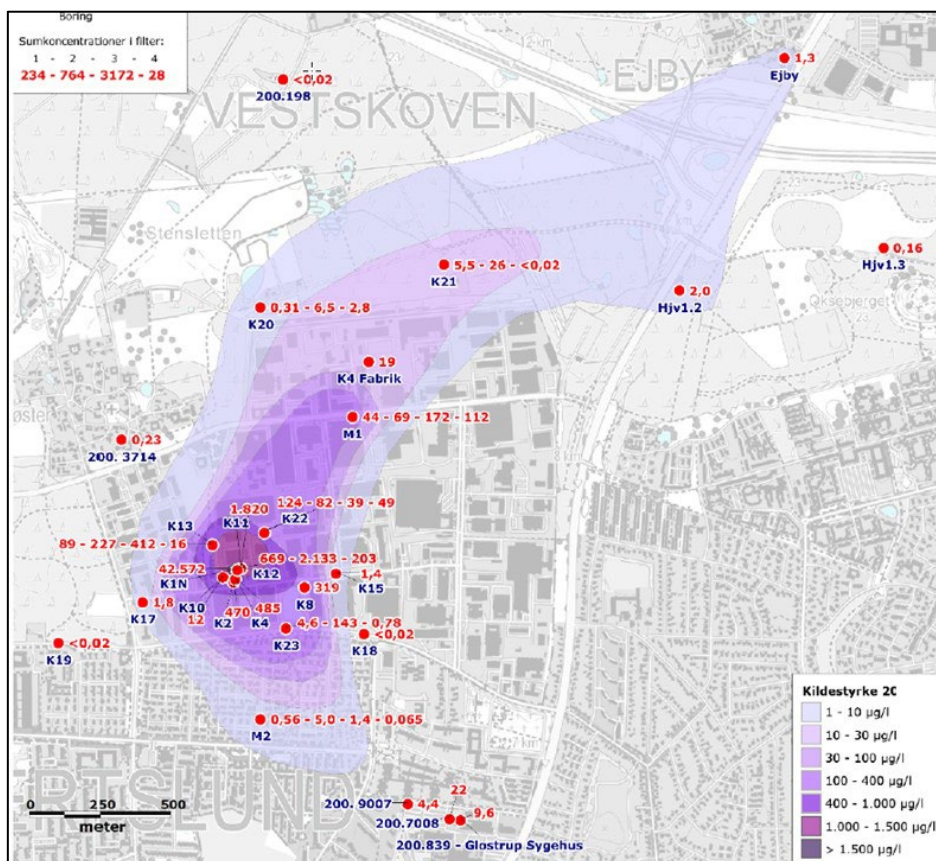 Boring
Sumkoncentrationer i filter:
1 - 2 - 3 - 4
234 - 764 - 3172 - 28
<0,02
200.198
VESTSKOVEN
EJBY
1,3
Ejby
Stensletten
5,5 - 26 - <0,02
K21
0,16
Hjv1.3
2,0
Hjv1.2
0,31 - 6,5 - 2,8
K20
19
K4 Fabrik
44 - 69 - 172 - 112
M1
0,23
200. 3714
1.820
124 - 82 - 39 - 49
K13
K11
K22
89 - 227 - 412 - 16
669 - 2.133 - 203
42.572
K12
1,4
K1N
K15
K8
319
K10
485
1,8
470
K17
12
K2
K4
4,6 - 143 - 0,78
K23
<0,02
K18
<0,02
K19
0,56 - 5,0 - 1,4 - 0,065
M2
Kildestyrke 20
1 - 10 µg/l
10 - 30 µg/l
30 - 100 µg/l
100 - 400 µg/l
400 - 1.000 µg/l
1.000 - 1.500 µg/l
> 1.500 µg/l
ERTSLUND
0 250 500
meter
22
200. 9007
4,4
9,6
200.7008
200.839 - Glostrup Sygehus